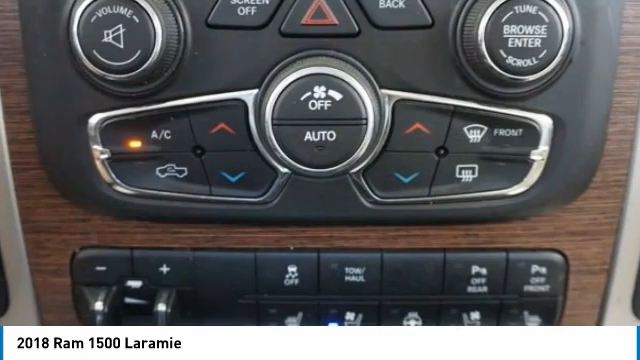 SCREEN OFF
BACK
VOLUME
TUNE
BROWSE
ENTER
SCROLL
OFF
AUTO
A/C
FRONT
- +
OFF
TOW/
HAUL
P OFF REAR
P OFF FRONT
2018 Ram 1500 Laramie